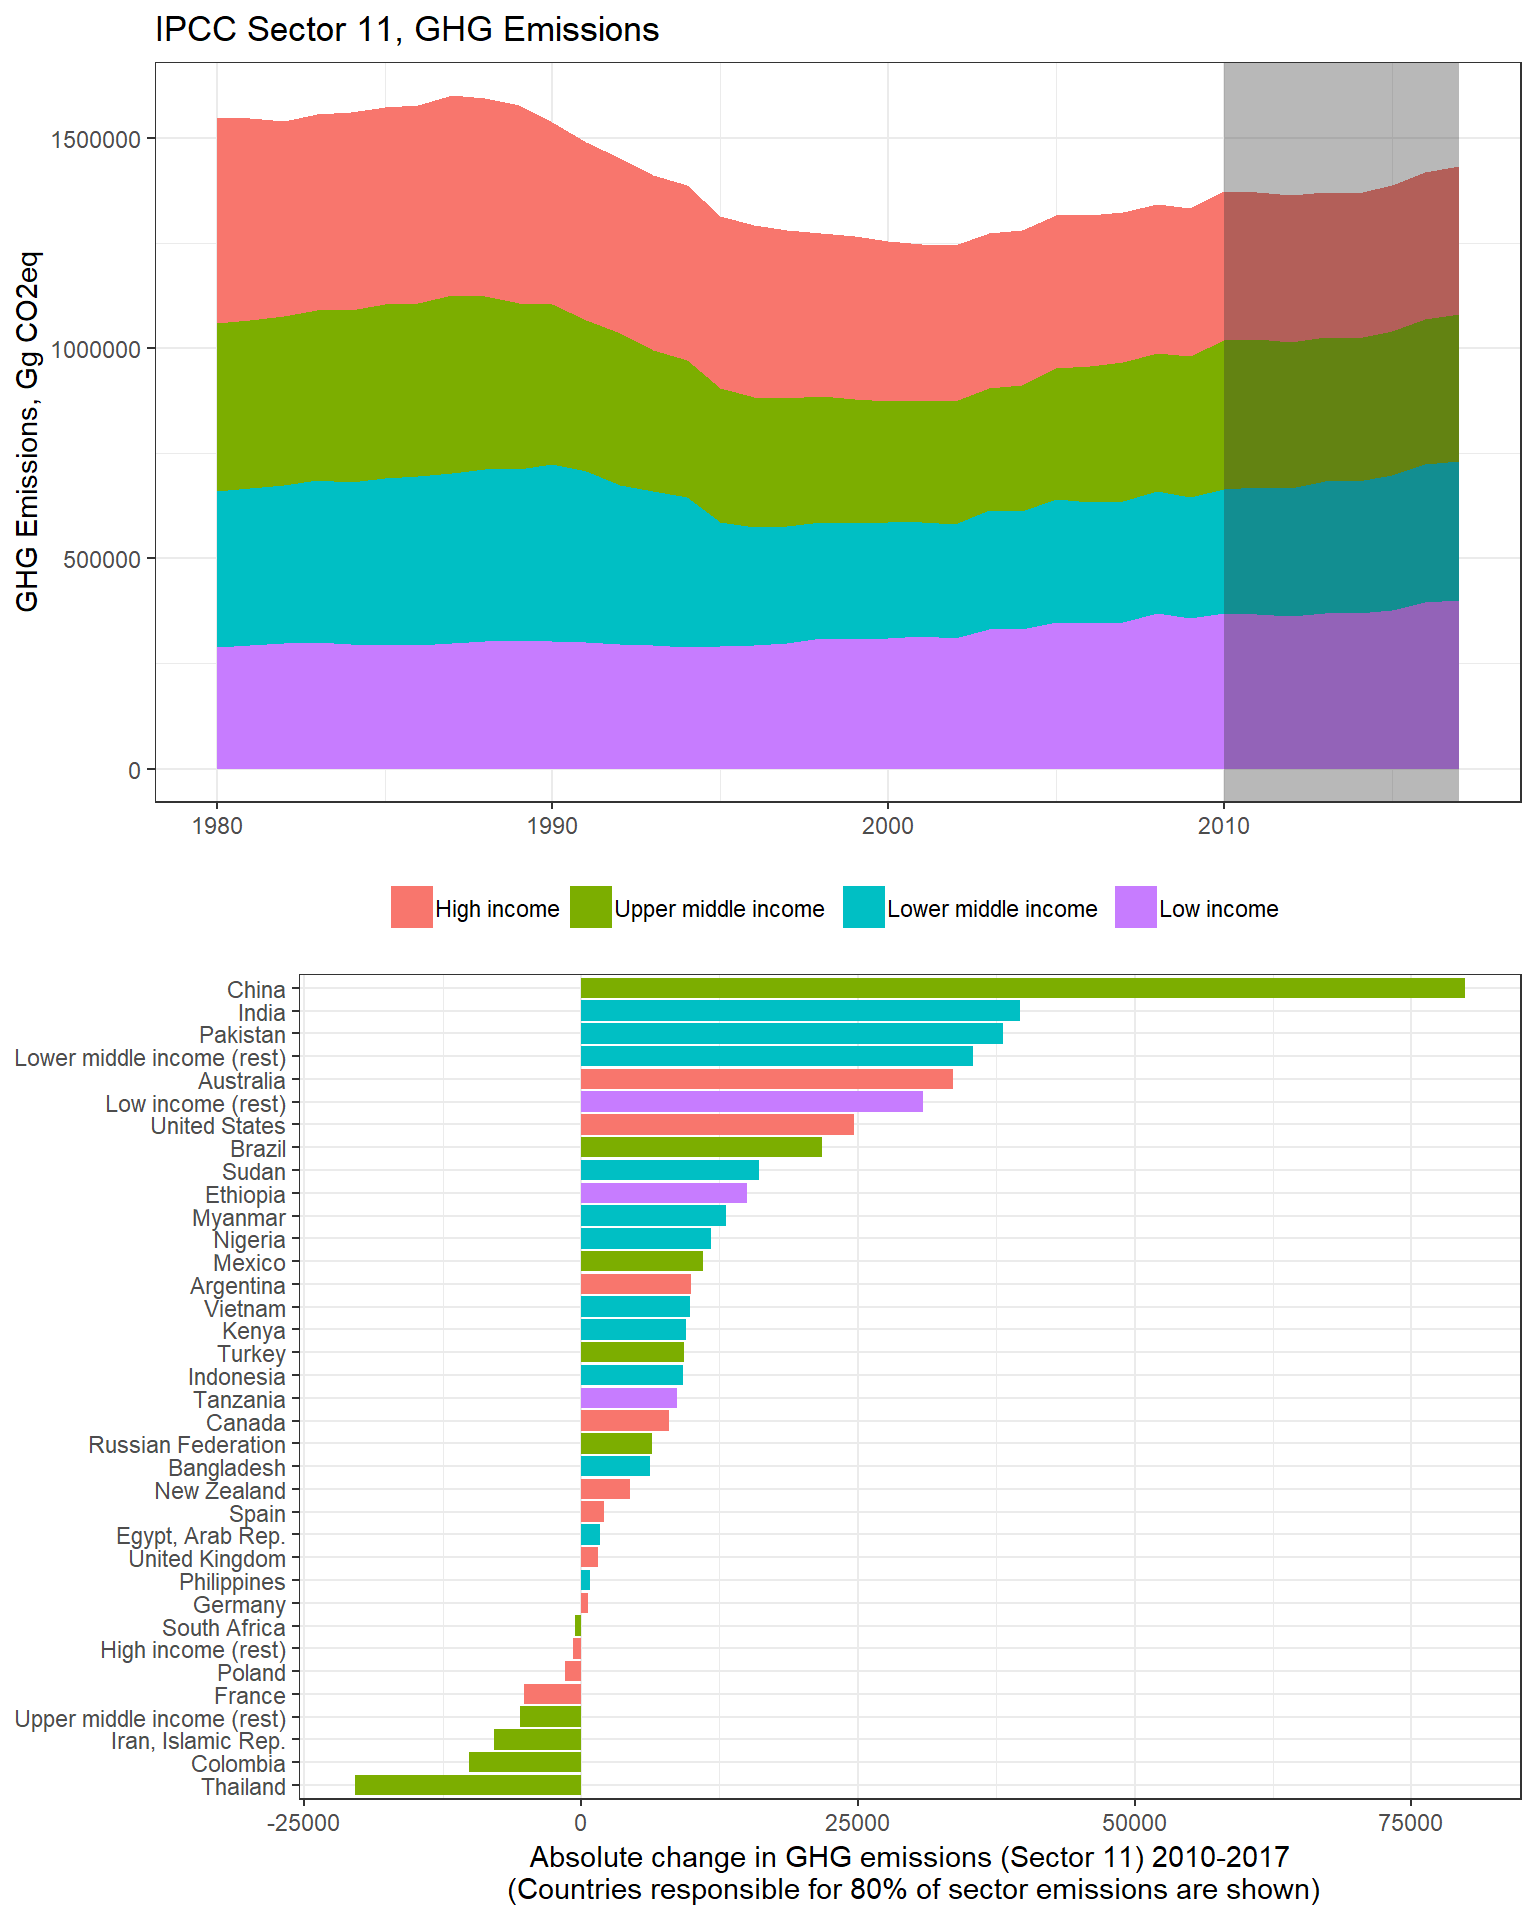 IPCC Sector 11, GHG Emissions
GHG Emissions, Gg CO2eq
1500000
1000000
500000
0
1980 1990 2000 2010
High income Upper middle income Lower middle income Low income
China
India
Pakistan
Lower middle income (rest)
Australia
Low income (rest)
United States
Brazil
Sudan
Ethiopia
Myanmar
Nigeria
Mexico
Argentina
Vietnam
Kenya
Turkey
Indonesia
Tanzania
Canada
Russian Federation
Bangladesh
New Zealand
Spain
Egypt, Arab Rep.
United Kingdom
Philippines
Germany
South Africa
High income (rest)
Poland
France
Upper middle income (rest)
Iran, Islamic Rep.
Colombia
Thailand
-25000 0 25000 50000 75000
Absolute change in GHG emissions (Sector 11) 2010-2017
(Countries responsible for 80% of sector emissions are shown)